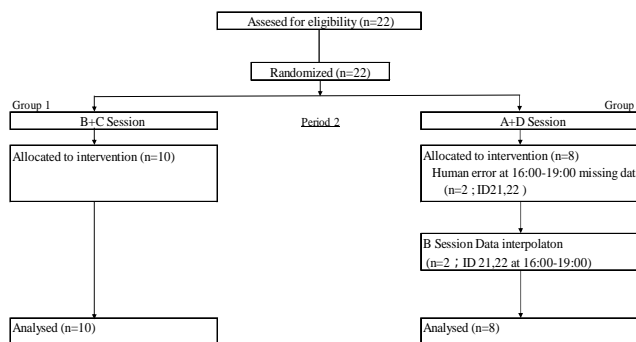 Assesed for eligibility (n=22)
Randomized (n=22)
Group 1
Group
B+C Session
Period 2
A+D Session
Allocated to intervention (n=10)
Allocated to intervention (n=8)
Human error at 16:00-19:00 missing dat
(n=2 ; ID21,22 )
B Session Data interpolaton
(n=2 ; ID 21,22 at 16:00-19:00)
Analysed (n=10)
Analysed (n=8)